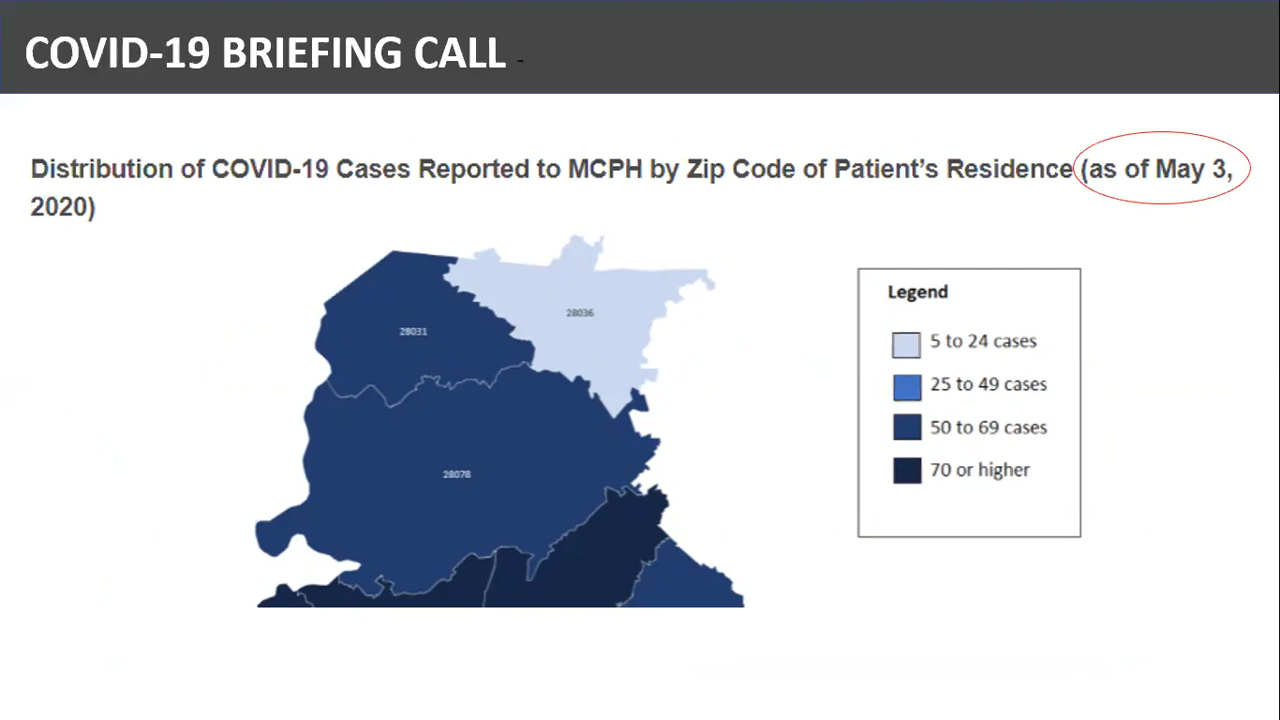 COVID-19 BRIEFING CALL -
Distribution of COVID-19 Cases Reported to MCPH by Zip Code of Patient’s Residence (as of May 3,
2020)
28036
28031
28078
Legend
5 to 24 cases
25 to 49 cases
50 to 69 cases
70 or higher